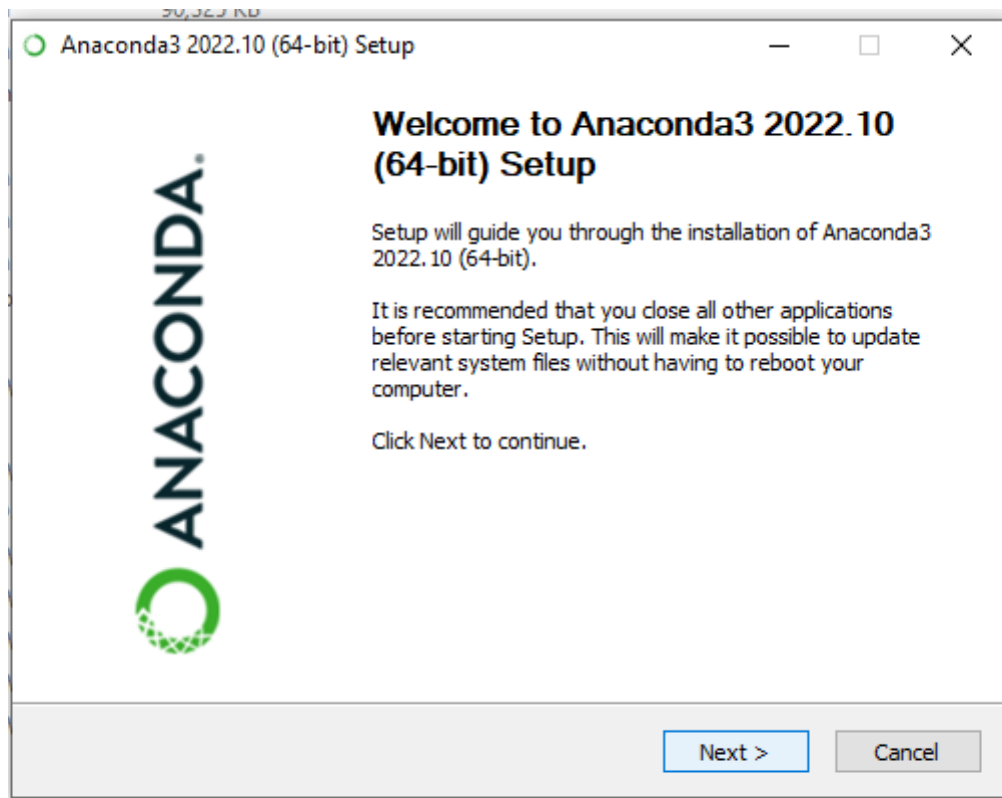 90,325 KB
Anaconda3 2022.10 (64-bit) Setup
Welcome to Anaconda3 2022.10
(64-bit) Setup
Setup will guide you through the installation of Anaconda3
2022.10 (64-bit).
It is recommended that you close all other applications
before starting Setup. This will make it possible to update
relevant system files without having to reboot your
computer.
Click Next to continue.
ANACONDA.
Next >
Cancel